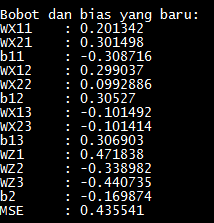 Bobot dan bias yang baru:
WX11 : 0.201342
WX21 : 0.301498
b11 : -0.308716
WX12 : 0.299037
WX22 : 0.0992886
b12 : 0.30527
WX13 : -0.101492
WX23 : -0.101414
b13 : 0.306903
WZ1 : 0.471838
WZ2 : -0.338982
WZ3 : -0.440735
b2 : -0.169874
MSE : 0.435541